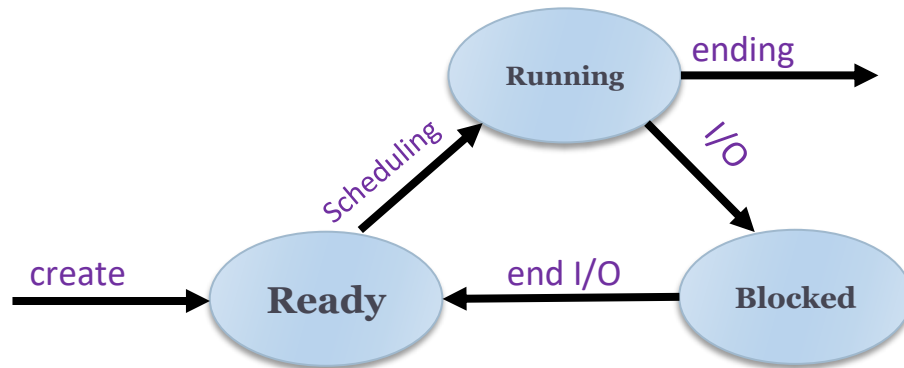 ending
Running
Scheduling
I/O
create
Ready
end I/O
Blocked